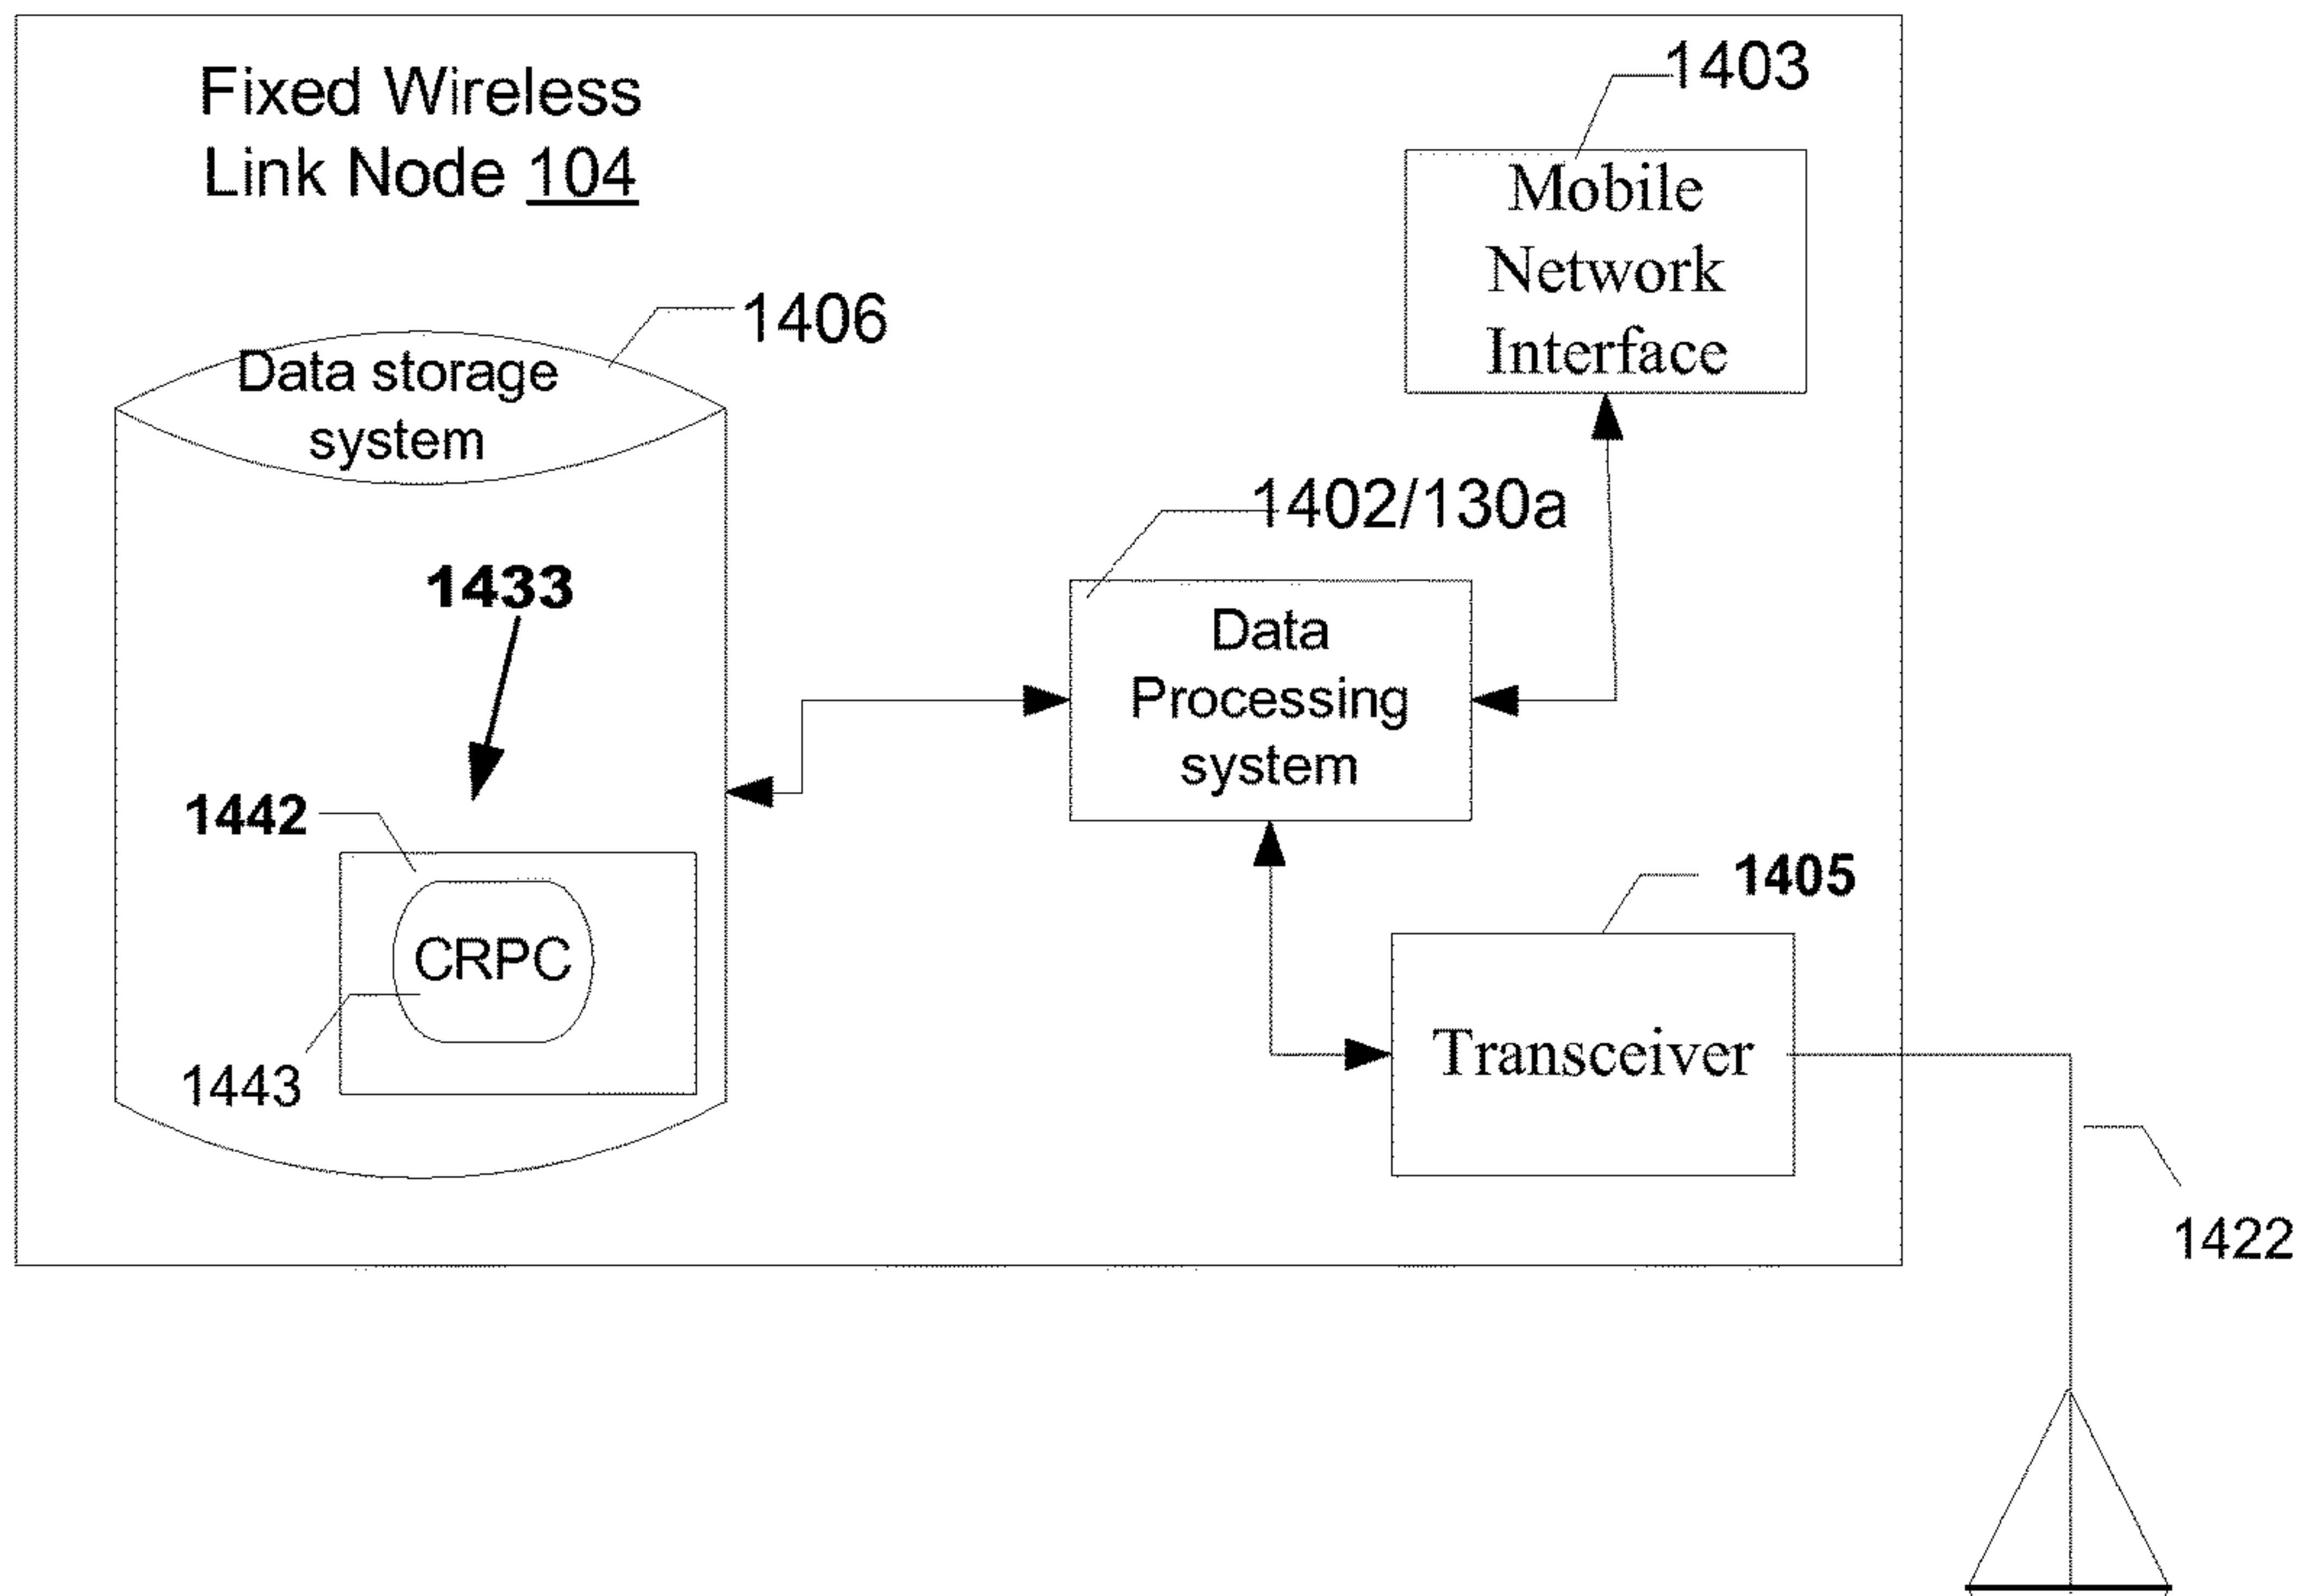 Fixed Wireless
Link Node 104
1403
Mobile
Network
Interface
1406
Data storage
system
1402/130a
1433
Data
Processing
system
1442
1405
CRPC
Transceiver
1443
1422